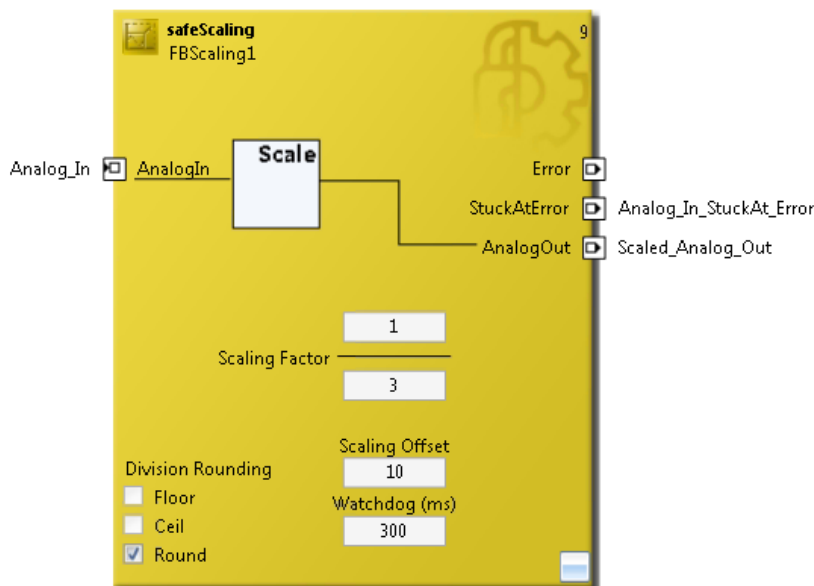 safeScaling
9
FBScaling1
Scale
Analog_In
AnalogIn
Error
StuckAtError
Analog_In_StuckAt_Error
AnalogOut
Scaled_Analog_Out
1
Scaling Factor
3
Scaling Offset
Division Rounding
10
Floor
Watchdog (ms)
Ceil
300
Round